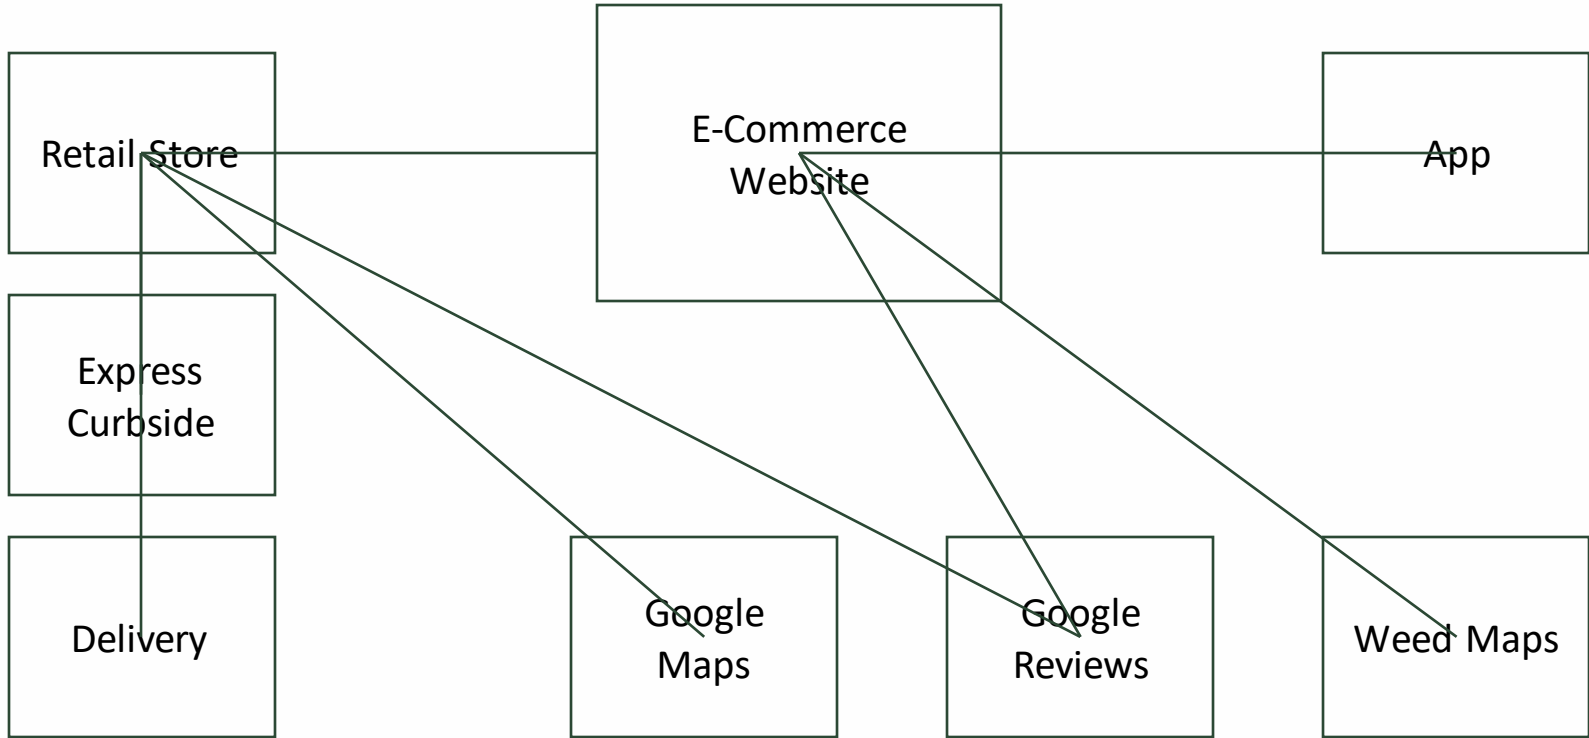 Retail Store
E-Commerce
Website
App
Express
Curbside
Delivery
Google
Maps
Google
Reviews
Weed Maps